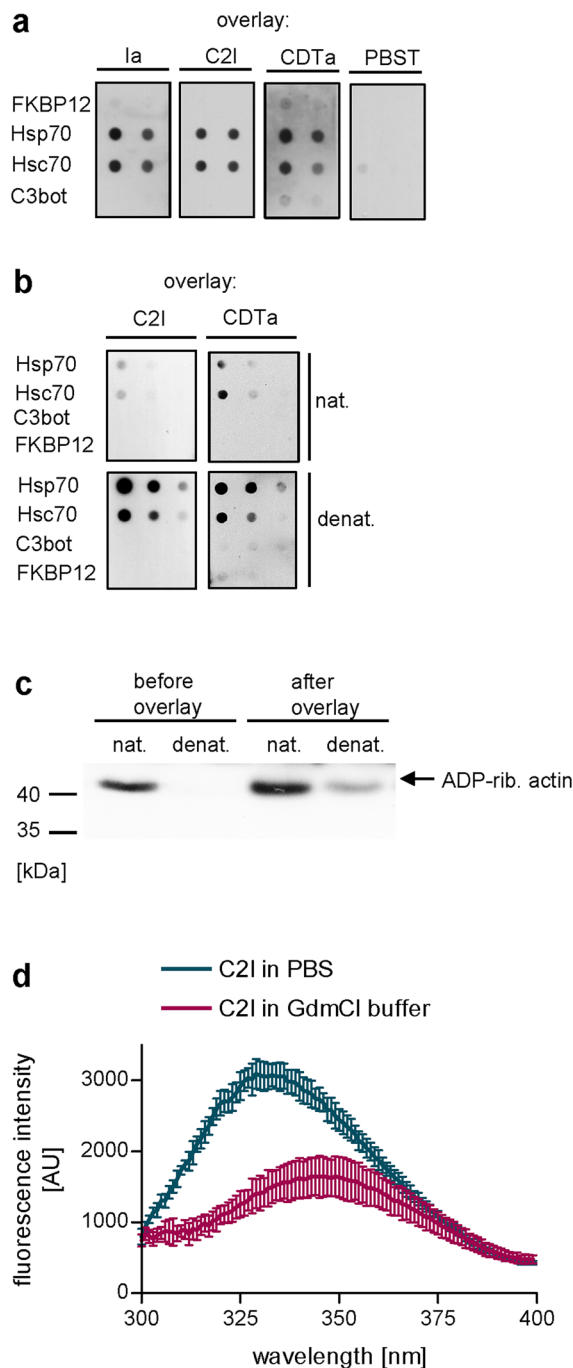 a
overlay:
Ia C2I CDTa PBST
FKBP12
Hsp70
Hsc70
C3bot
b
overlay:
C2I CDTa
Hsp70
Hsc70
C3bot
FKBP12
nat.
Hsp70
Hsc70
C3bot
FKBP12
denat.
c
before overlay
after overlay
nat. denat. nat. denat.
ADP-rib. actin
40
35
[kDa]
d
C2I in PBS
C2I in GdmCl buffer
fluorescence intensity
[AU]
3000
2000
1000
0
300 325 350 375 400
wavelength [nm]